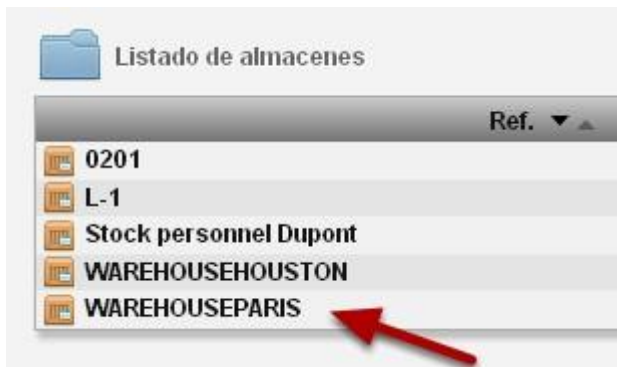 Listado de almacenes
Ref.
0201
L-1
Stock personnel Dupont
WAREHOUSEHOUSTON
WAREHOUSEPARIS